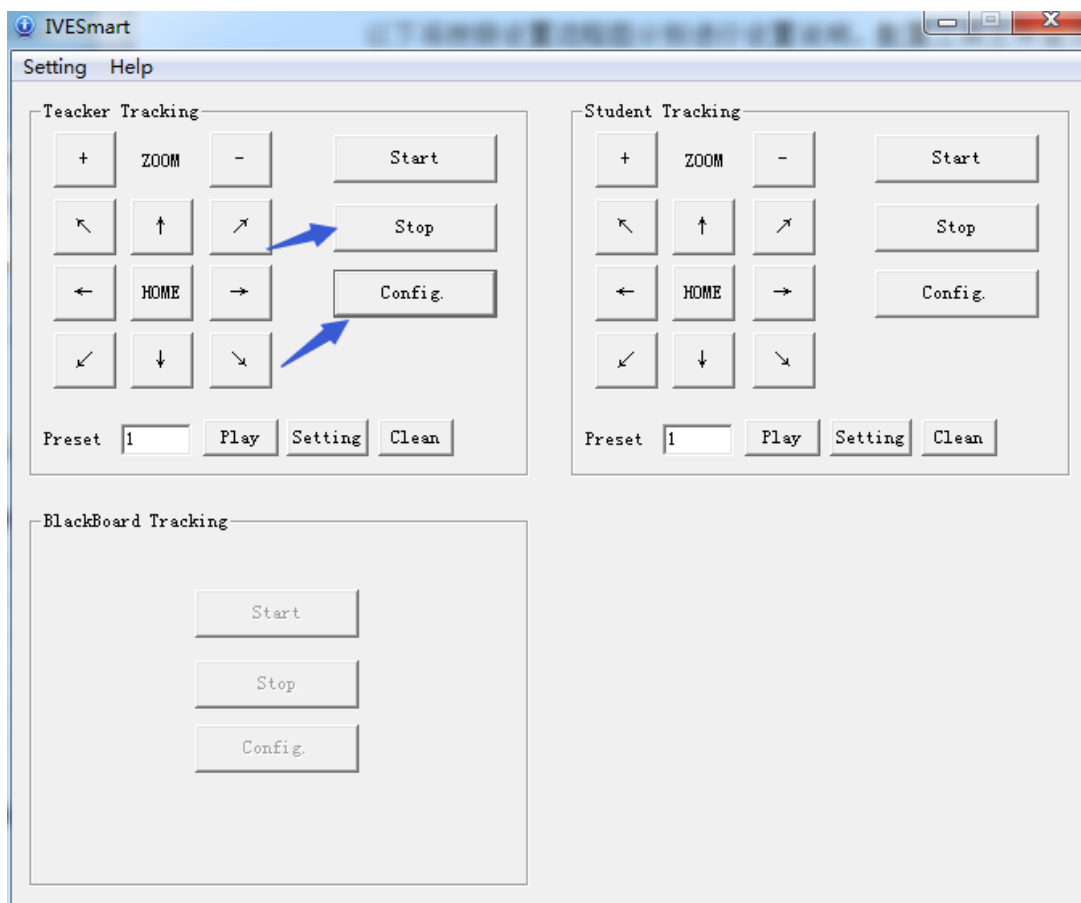 IVESmart
Setting Help
Teacker Tracking
+ ZOOM - Start
↖ ↑ ↗ Stop
← HOME → Config.
↙ ↓ ↘
Preset 1 Play Setting Clean
Student Tracking
+ ZOOM - Start
↖ ↑ ↗ Stop
← HOME → Config.
↙ ↓ ↘
Preset 1 Play Setting Clean
BlackBoard Tracking
Start
Stop
Config.